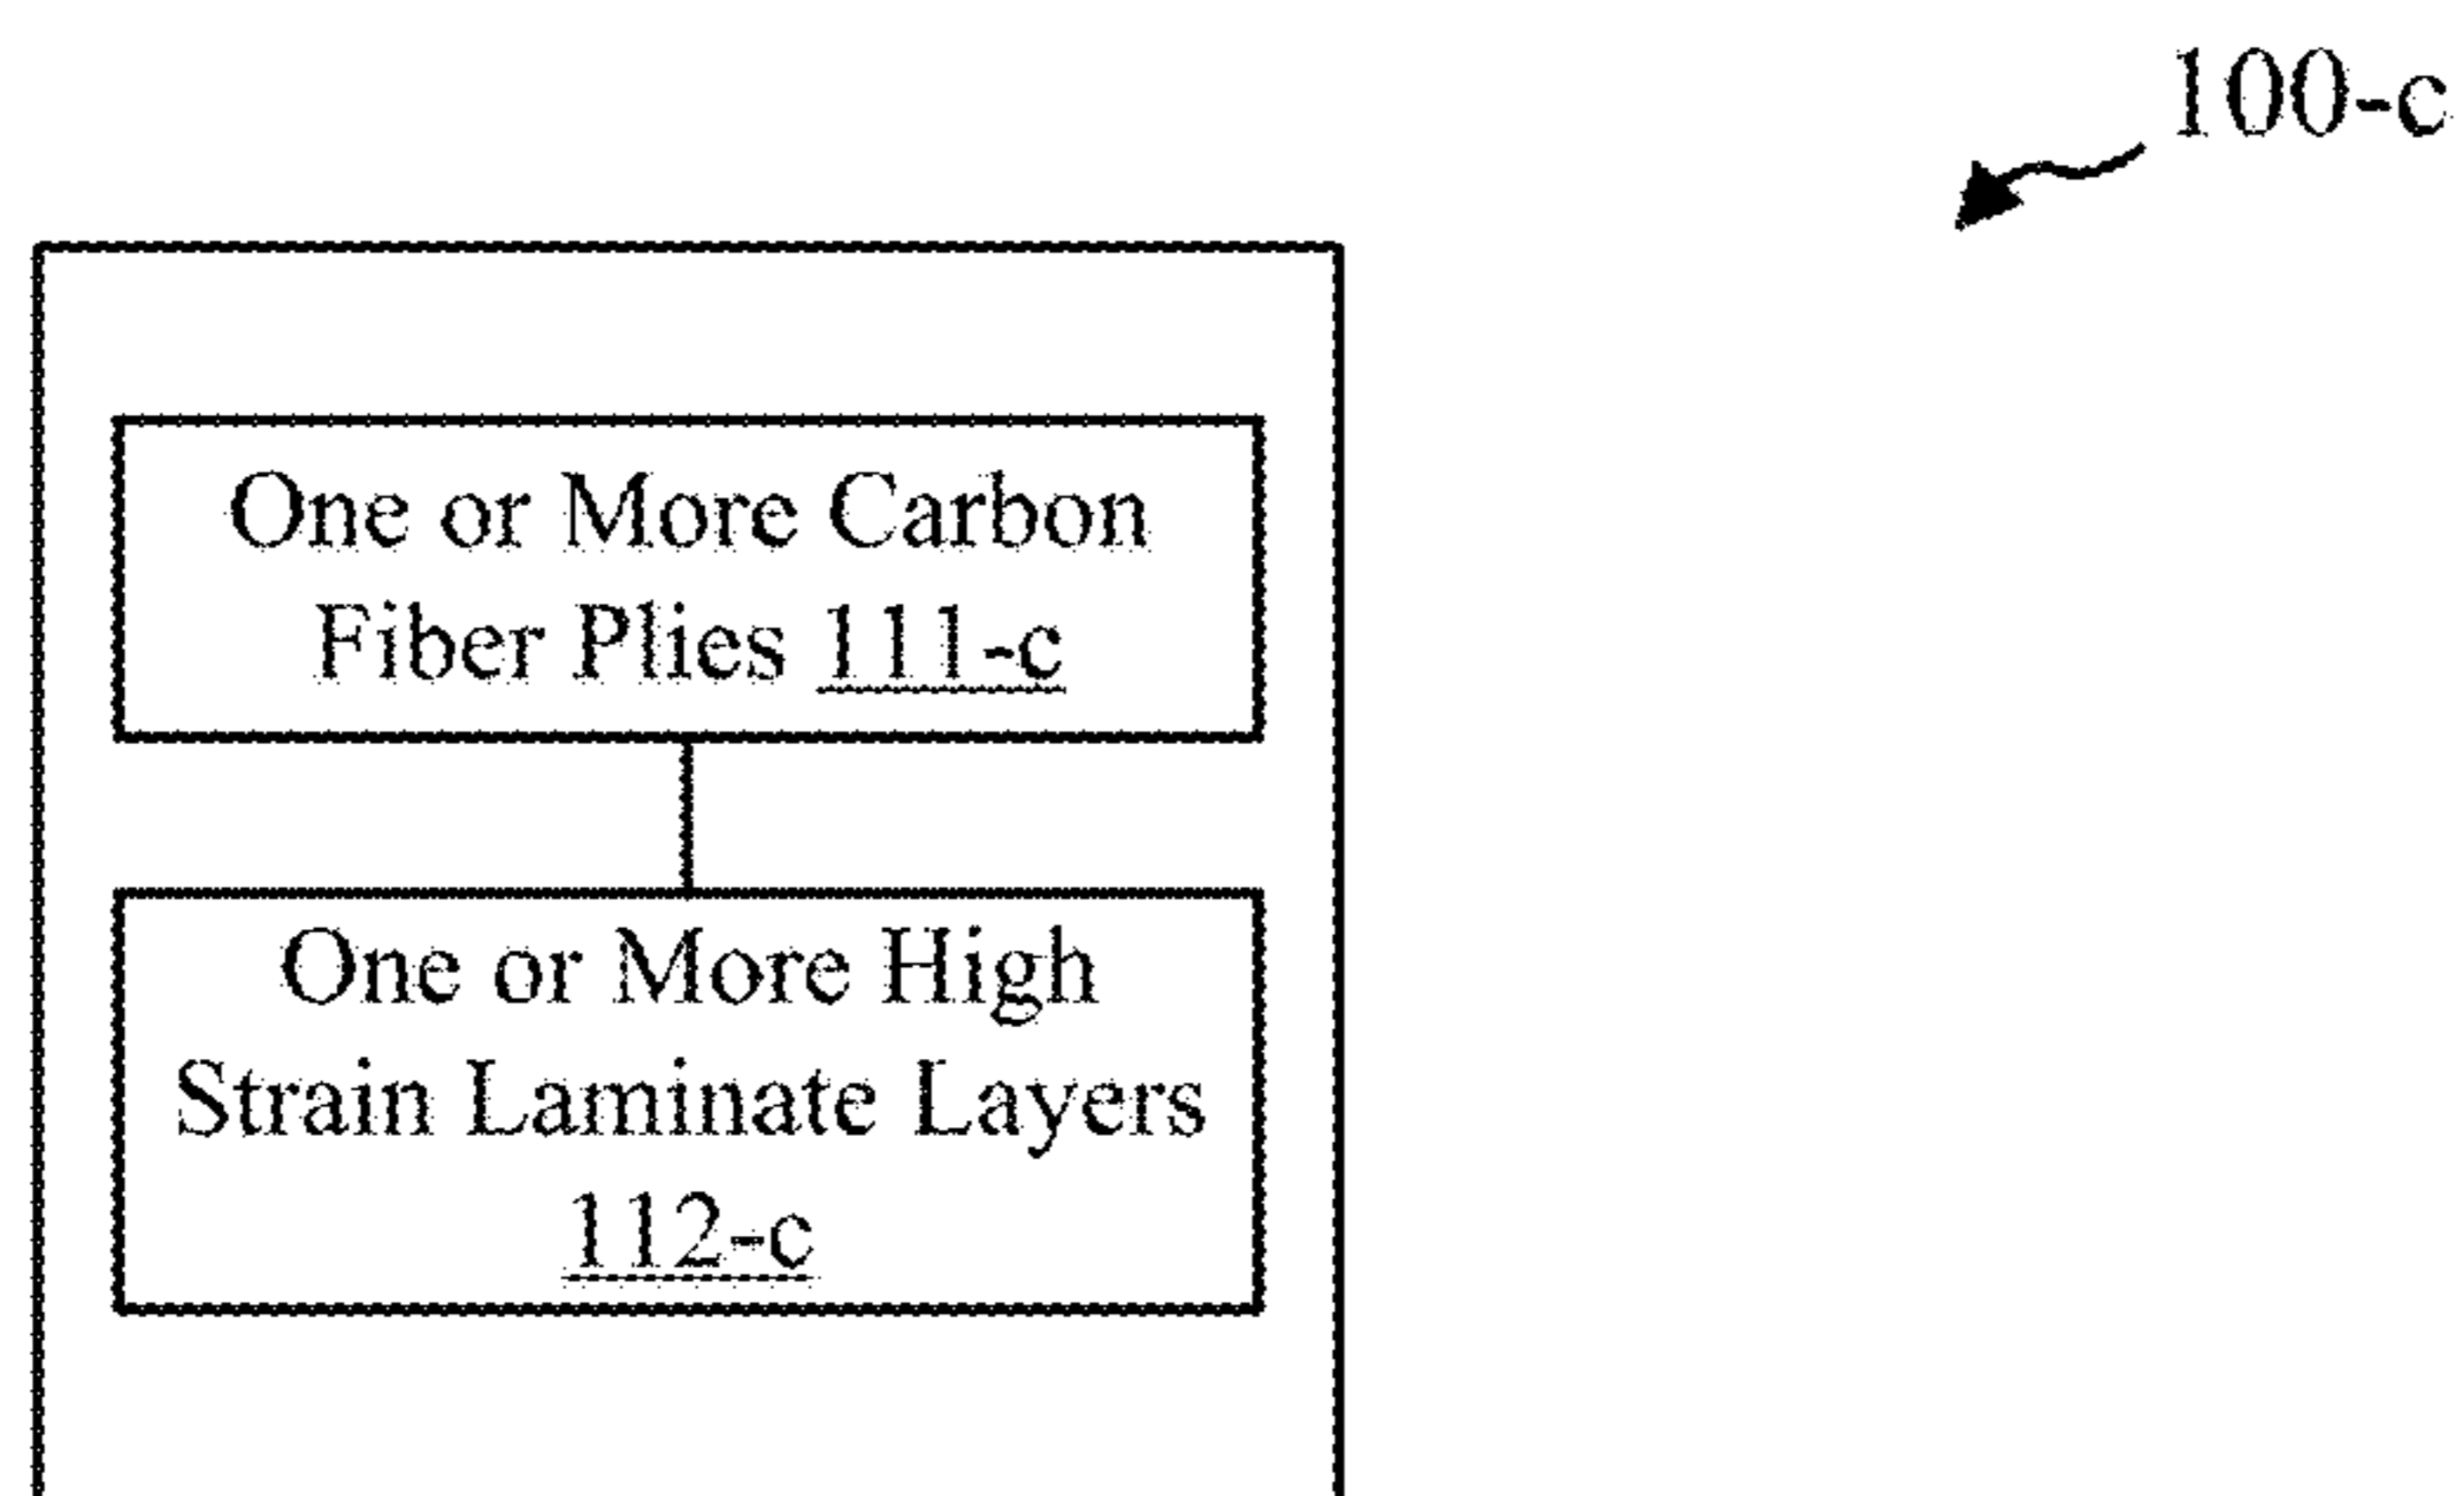 100-c
One or More Carbon
Fiber Plies 111-c
One or More High
Strain Laminate Layers
112-c